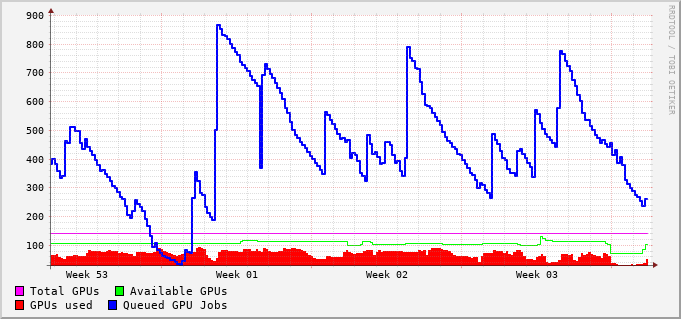 900
800
700
600
500
400
300
200
100
Week 53 Week 01 Week 02 Week 03
Total GPUs Available GPUs
GPUs used Queued GPU Jobs
RRDTOOL / TOBI OETIKER